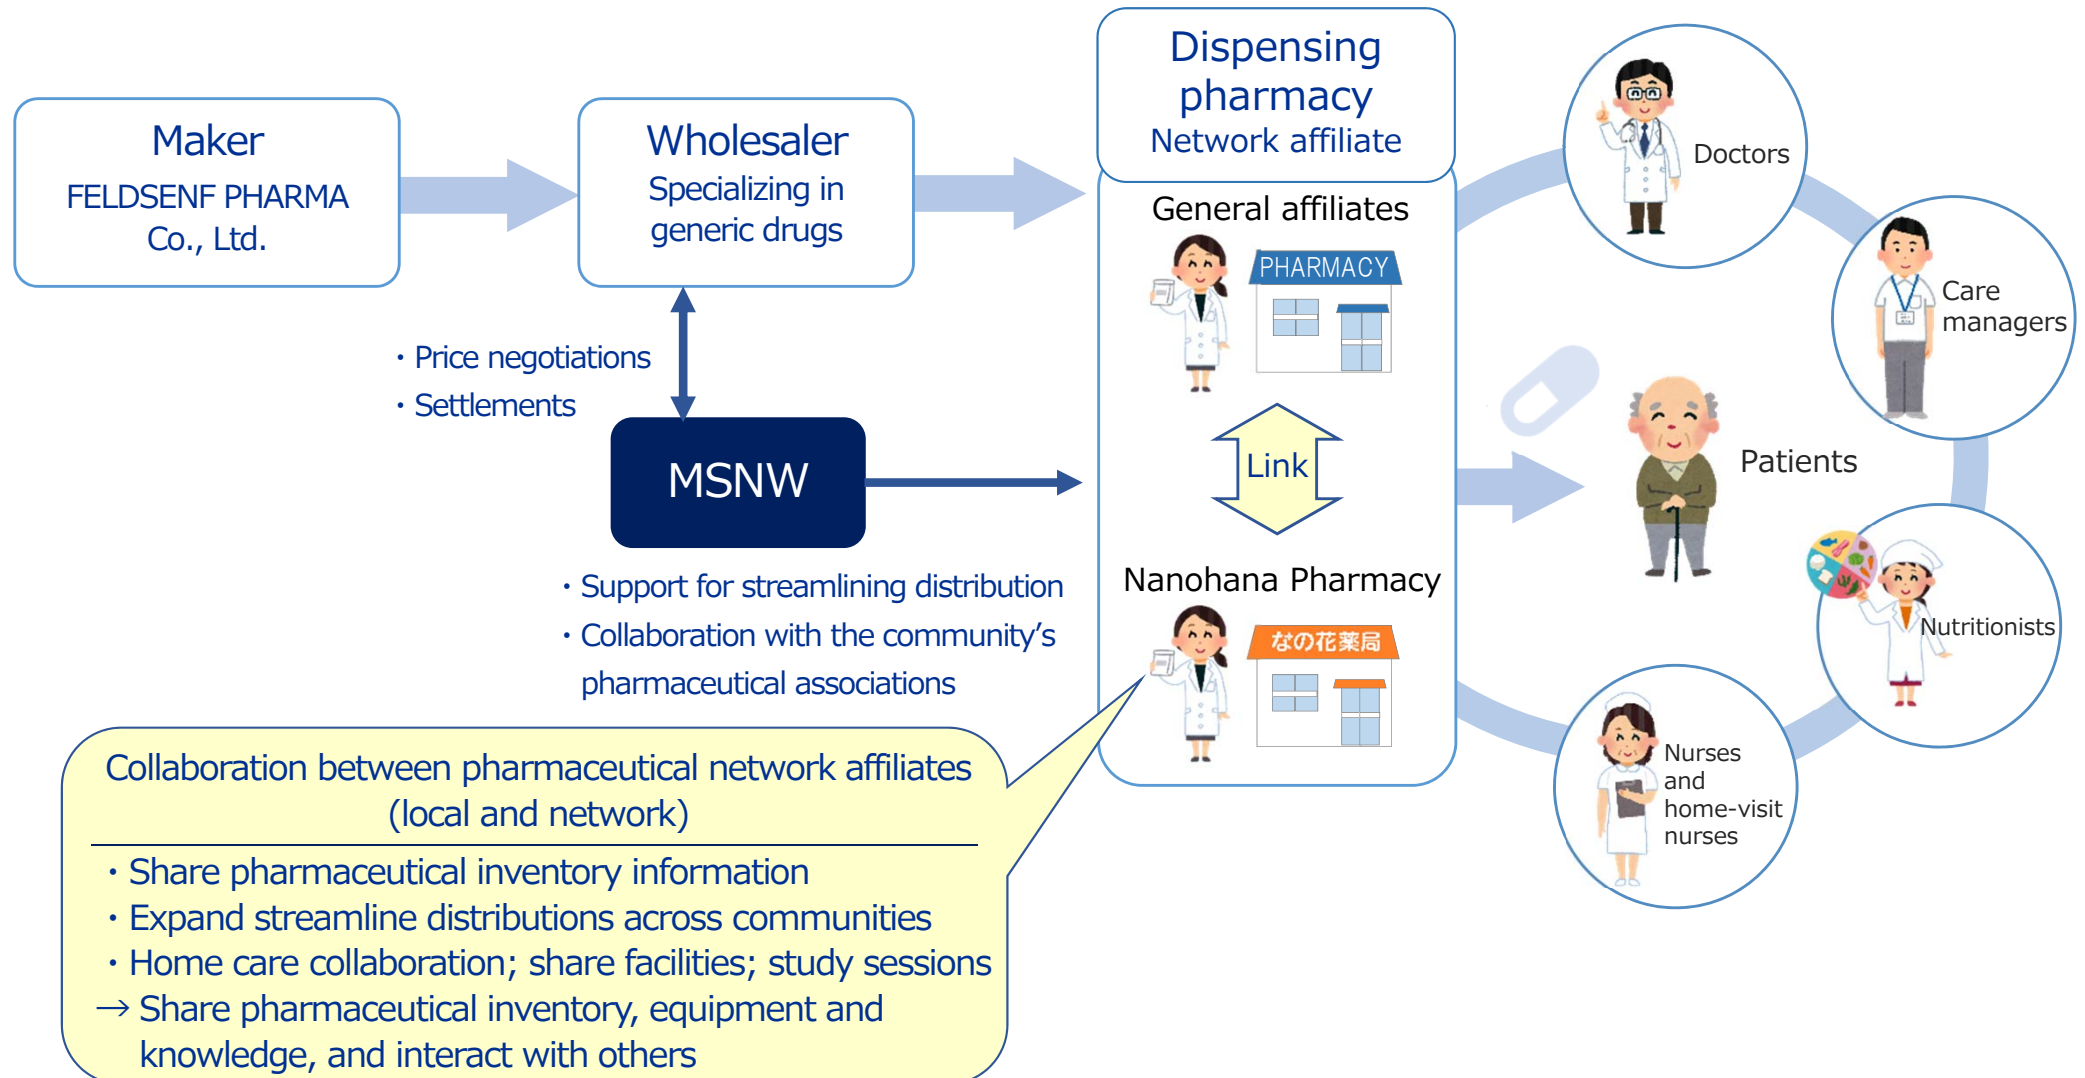 Maker
FELDSENF PHARMA
Co., Ltd.
Wholesaler
Specializing in
generic drugs
Dispensing
pharmacy
Network affiliate
General affiliates
PHARMACY
Link
Nanohana Pharmacy
なの花薬局
・Price negotiations
・Settlements
MSNW
・Support for streamlining distribution
・Collaboration with the community’s
pharmaceutical associations
Doctors
Care
managers
Patients
Nutritionists
Nurses
and
home-visit
nurses
Collaboration between pharmaceutical network affiliates
(local and network)
・Share pharmaceutical inventory information
・Expand streamline distributions across communities
・Home care collaboration; share facilities; study sessions
→ Share pharmaceutical inventory, equipment and
knowledge, and interact with others